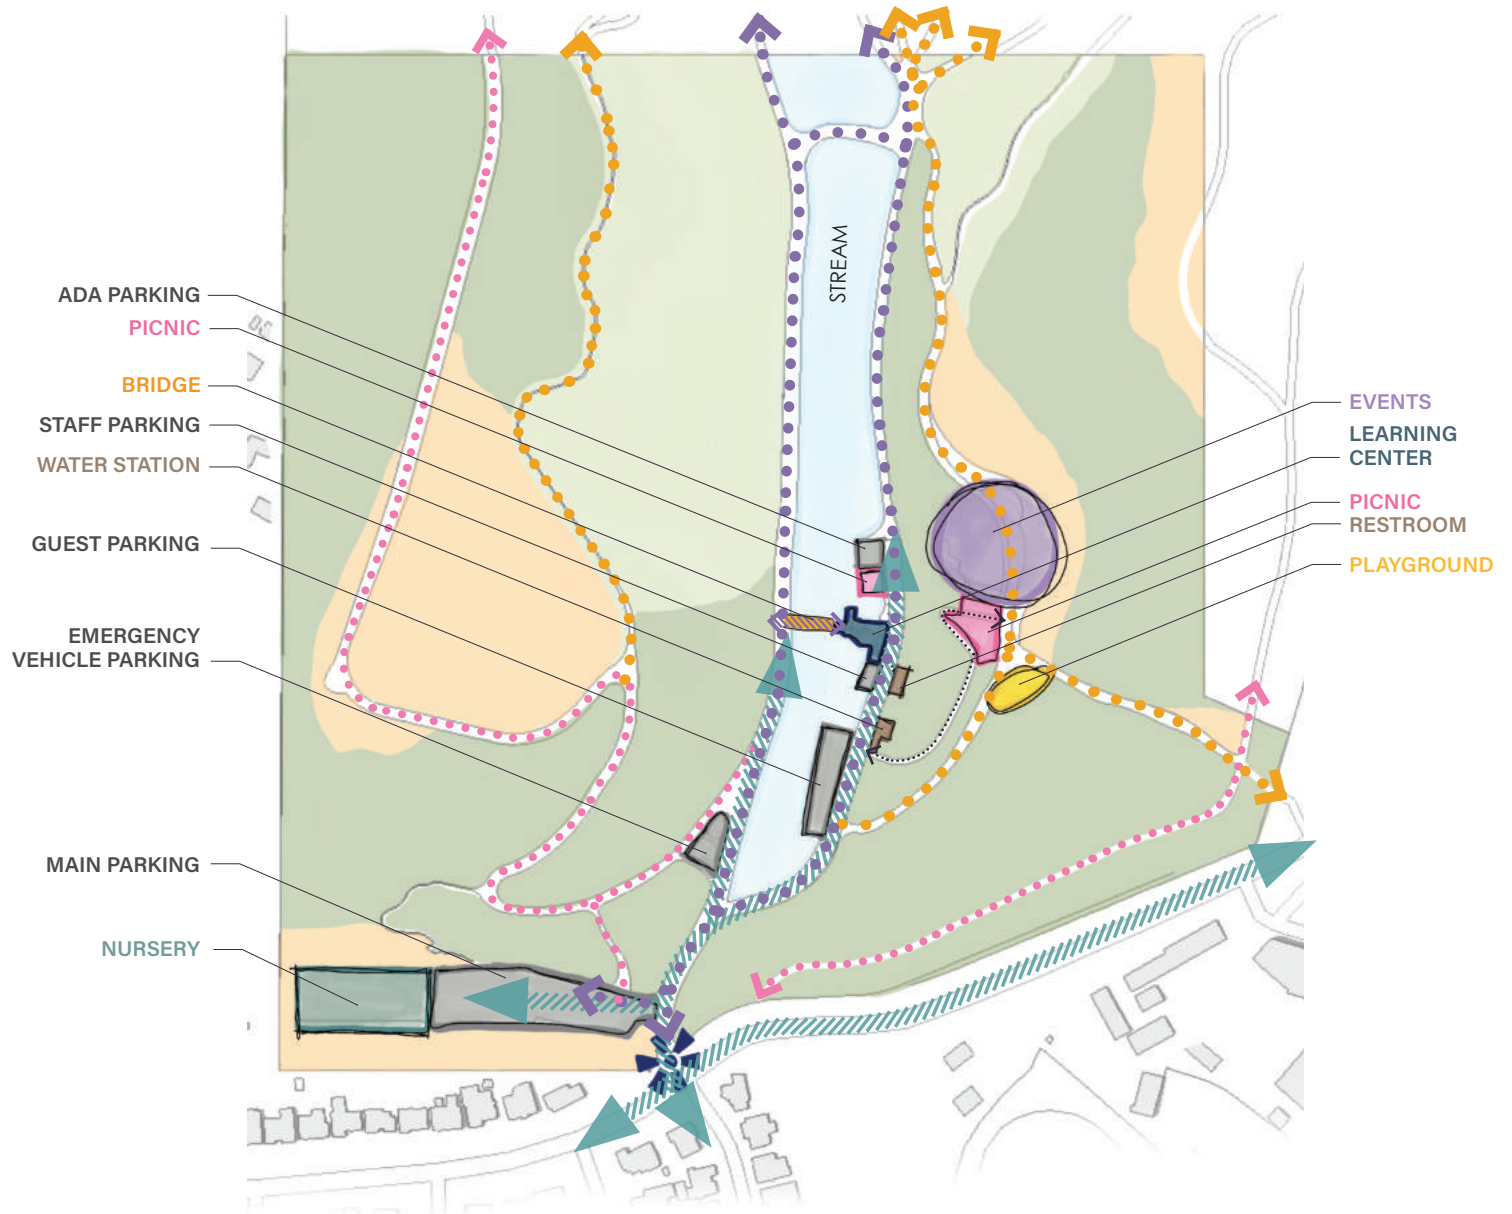 ADA PARKING
PICNIC
BRIDGE
STAFF PARKING
WATER STATION
GUEST PARKING
EMERGENCY
VEHICLE PARKING
MAIN PARKING
NURSERY
STREAM
EVENTS
LEARNING
CENTER
PICNIC
RESTROOM
PLAYGROUND